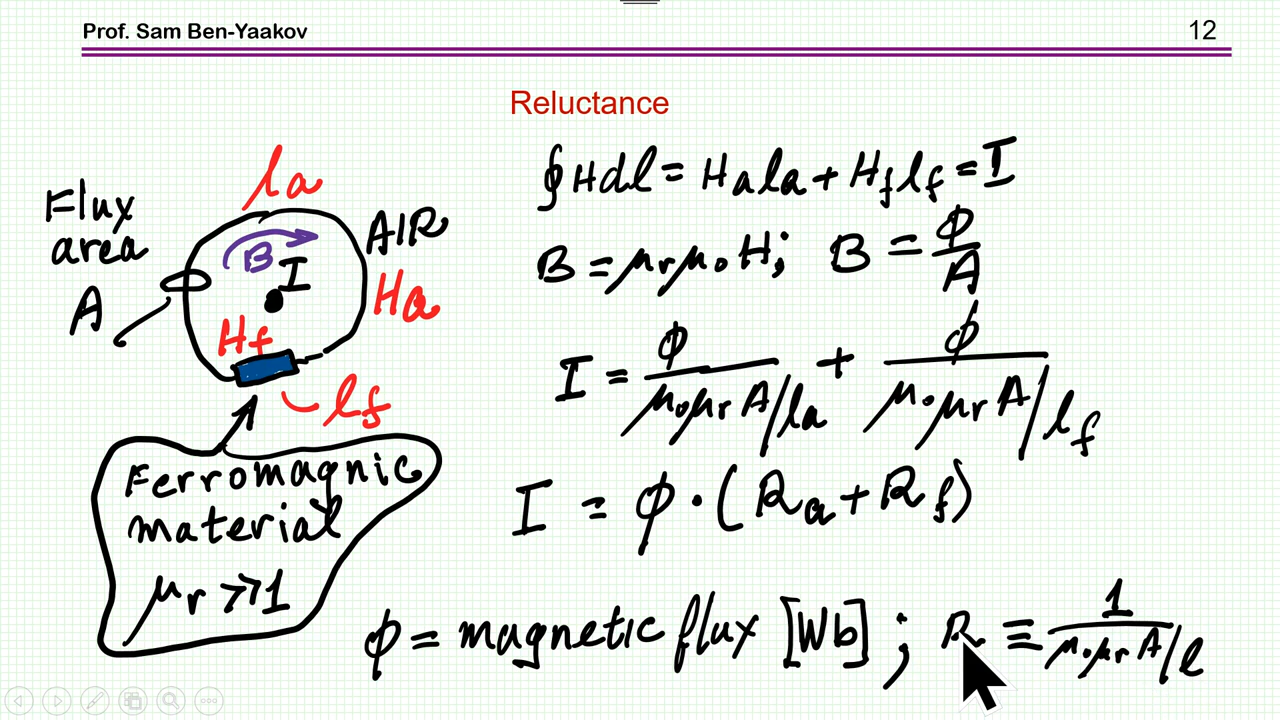 Prof. Sam Ben-Yaakov
12
Reluctance
la
Flux
area
A
B
I
AIR
Ha
Hf
lf
Ferromagnic
material
μr >> 1
∮Hdl = Hala + Hflf = I
B = μrμ₀H; B = Φ/A
I = ϕ/(μ₀μrA/la) + ϕ/(μ₀μrA/lf)
I = ϕ·(Ra + Rf)
ϕ = magnetic flux [Wb] ; R ≡ 1/(μ₀μrA/l)